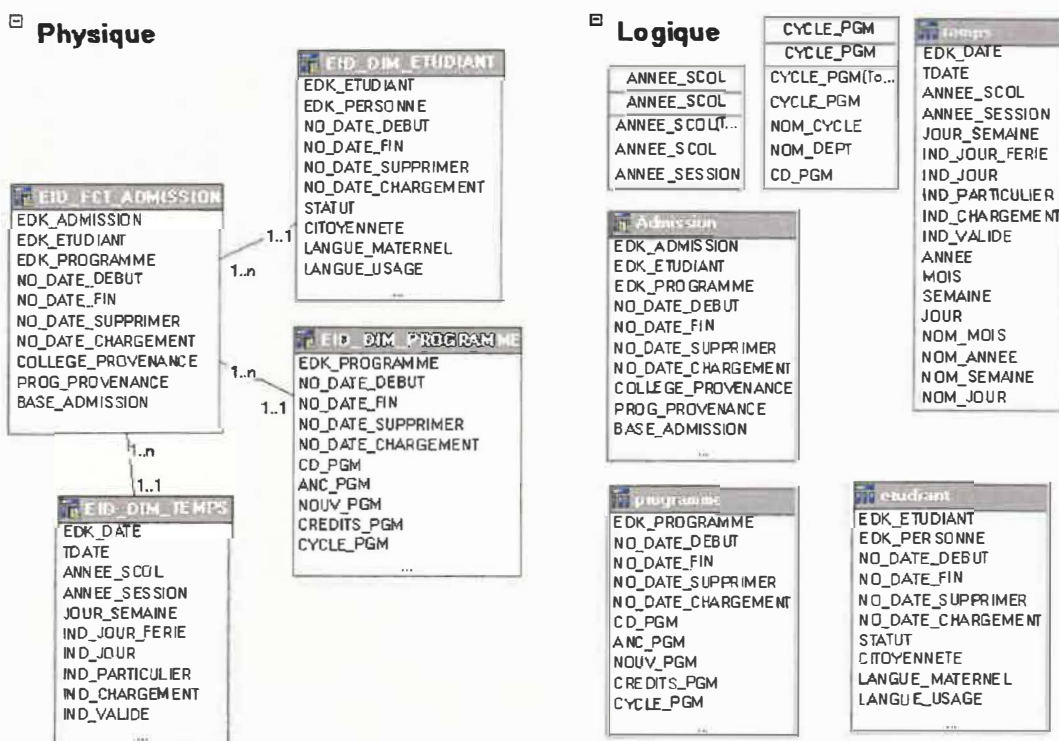 Physique
EID_DIM_ETUDIANT
EDK_ETUDIANT
EDK_PERSONNE
NO_DATE_DEBUT
NO_DATE_FIN
NO_DATE_SUPPRIMER
NO_DATE_CHARGEMENT
STATUT
CITOYENNETE
LANGUE_MATERNEL
LANGUE_USAGE
...
EID_FCT_ADMISSION
EDK_ADMISSION
EDK_ETUDIANT
EDK_PROGRAMME
NO_DATE_DEBUT
NO_DATE_FIN
NO_DATE_SUPPRIMER
NO_DATE_CHARGEMENT
COLLEGE_PROVENANCE
PROG_PROVENANCE
BASE_ADMISSION
1..1
1..n
1..n
1..1
1..n
1..1
EID_DIM_PROGRAMME
EDK_PROGRAMME
NO_DATE_DEBUT
NO_DATE_FIN
NO_DATE_SUPPRIMER
NO_DATE_CHARGEMENT
CD_PGM
ANC_PGM
NOUV_PGM
CREDITS_PGM
CYCLE_PGM
...
EID_DIM_TEMPS
EDK_DATE
TDATE
ANNEE_SCOL
ANNEE_SESSION
JOUR_SEMAINE
IND_JOUR_FERIE
IND_JOUR
IND_PARTICULIER
IND_CHARGEMENT
IND_VALIDE
...
Logique
ANNEE_SCOL
ANNEE_SCOL
ANNEE_SCOL(T...
ANNEE_SCOL
ANNEE_SESSION
CYCLE_PGM
CYCLE_PGM
CYCLE_PGM(To...
CYCLE_PGM
NOM_CYCLE
NOM_DEPT
CD_PGM
temps
EDK_DATE
TDATE
ANNEE_SCOL
ANNEE_SESSION
JOUR_SEMAINE
IND_JOUR_FERIE
IND_JOUR
IND_PARTICULIER
IND_CHARGEMENT
IND_VALIDE
ANNEE
MOIS
SEMAINE
JOUR
NOM_MOIS
NOM_ANNEE
NOM_SEMAINE
NOM_JOUR
Admission
EDK_ADMISSION
EDK_ETUDIANT
EDK_PROGRAMME
NO_DATE_DEBUT
NO_DATE_FIN
NO_DATE_SUPPRIMER
NO_DATE_CHARGEMENT
COLLEGE_PROVENANCE
PROG_PROVENANCE
BASE_ADMISSION
...
programme
EDK_PROGRAMME
NO_DATE_DEBUT
NO_DATE_FIN
NO_DATE_SUPPRIMER
NO_DATE_CHARGEMENT
CD_PGM
ANC_PGM
NOUV_PGM
CREDITS_PGM
CYCLE_PGM
...
etudiant
EDK_ETUDIANT
EDK_PERSONNE
NO_DATE_DEBUT
NO_DATE_FIN
NO_DATE_SUPPRIMER
NO_DATE_CHARGEMENT
STATUT
CITOYENNETE
LANGUE_MATERNEL
LANGUE_USAGE
...